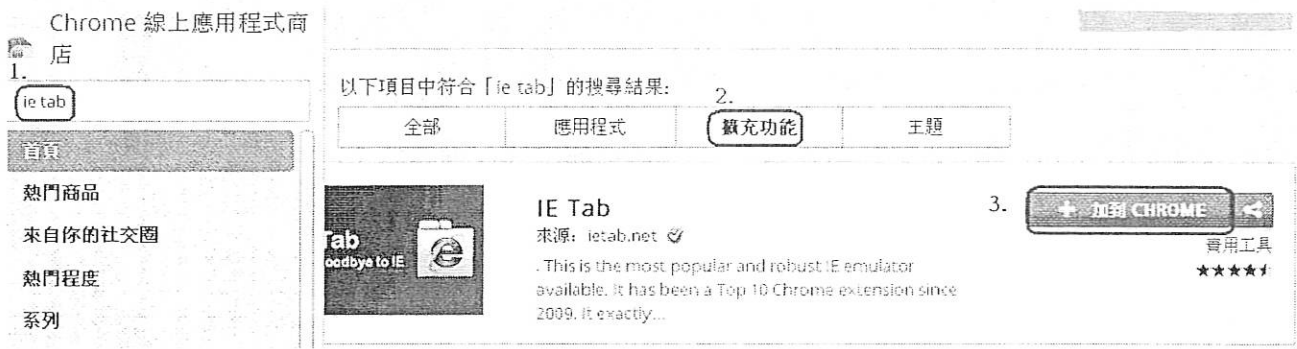 Chrome 線上應用程式商
店
1.
ie tab
首頁
熱門商品
來自你的社交圈
熱門程度
系列
以下項目中符合「ie tab」的搜尋結果:
2.
全部 應用程式 擴充功能 主題
Tab
oodbye to IE
IE Tab
來源: ietab.net
. This is the most popular and robust IE emulator
available. It has been a Top 10 Chrome extension since
2009. It exactly...
3.
+ 加到 CHROME
實用工具